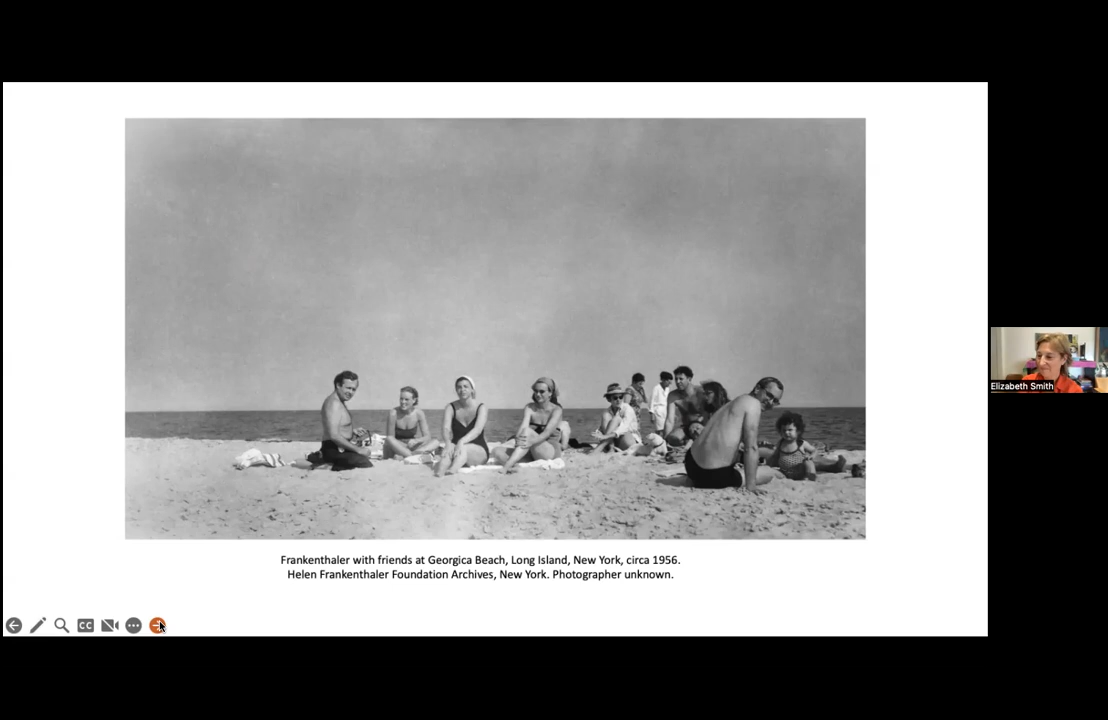 Frankenthaler with friends at Georgica Beach, Long Island, New York, circa 1956.
Helen Frankenthaler Foundation Archives, New York. Photographer unknown.
Elizabeth Smith
CC